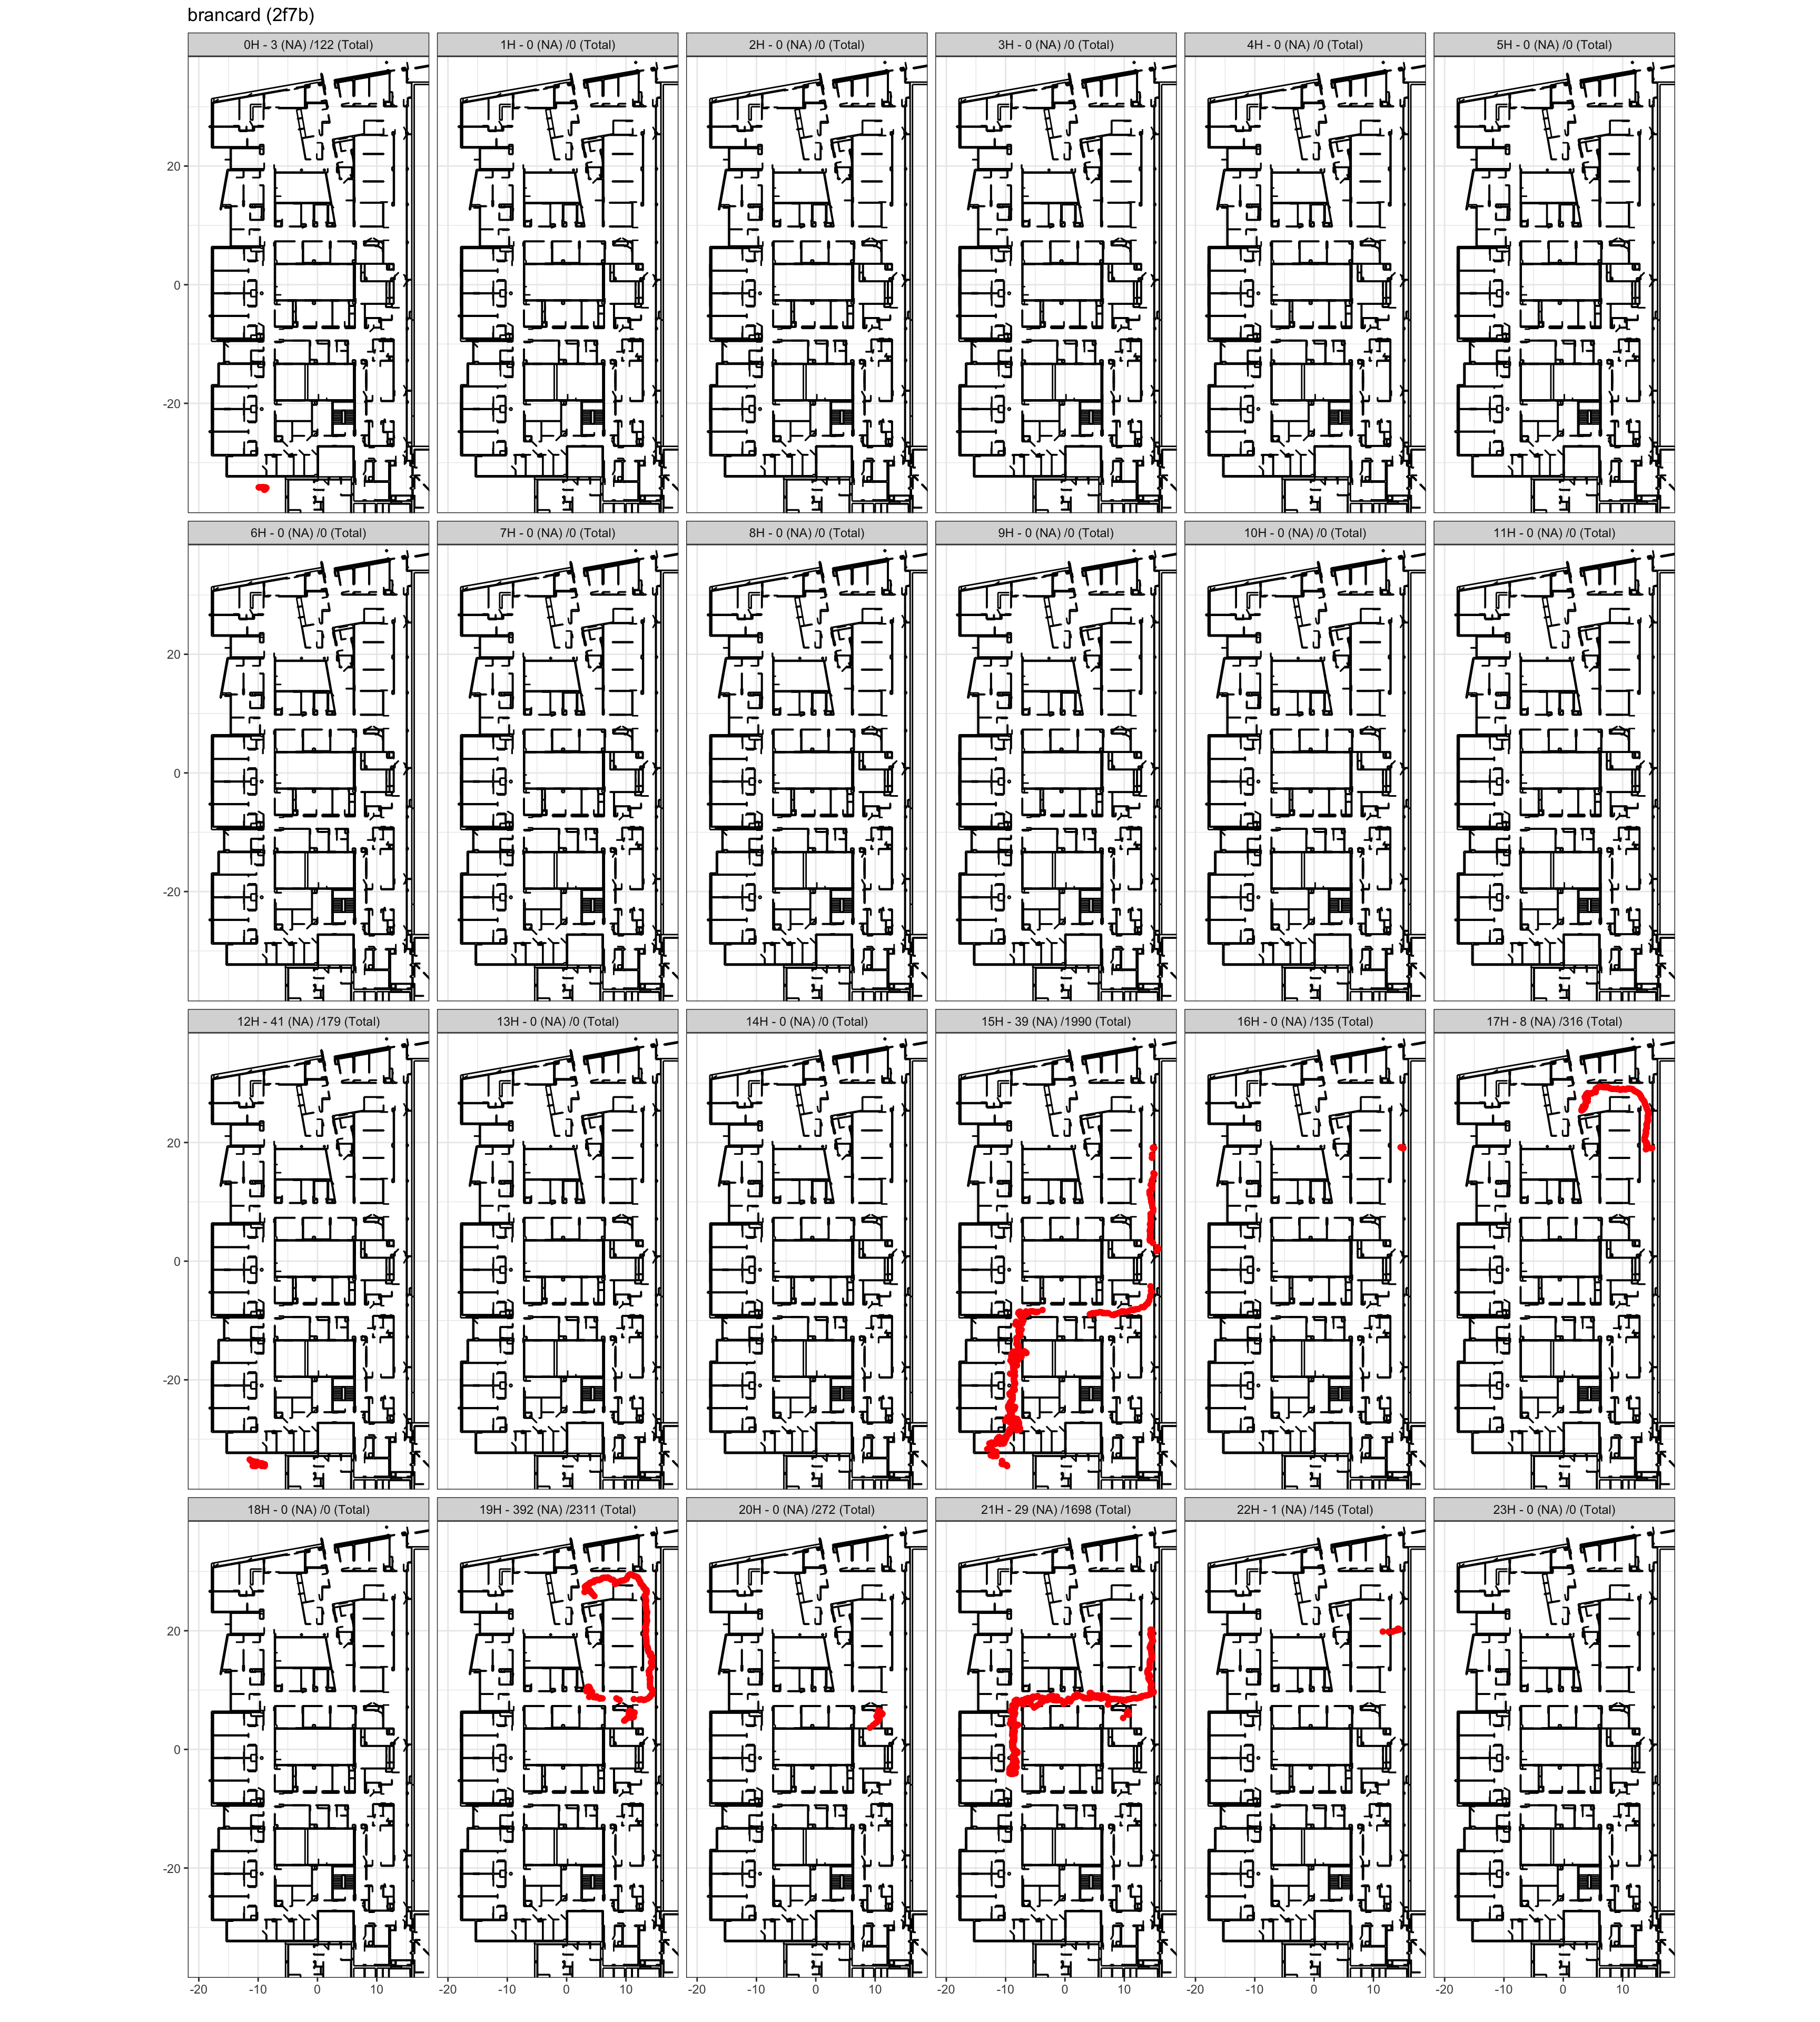 brancard (2f7b)
0H - 3 (NA) /122 (Total) 1H - 0 (NA) /0 (Total) 2H - 0 (NA) /0 (Total) 3H - 0 (NA) /0 (Total) 4H - 0 (NA) /0 (Total) 5H - 0 (NA) /0 (Total)
20
0
-20
6H - 0 (NA) /0 (Total) 7H - 0 (NA) /0 (Total) 8H - 0 (NA) /0 (Total) 9H - 0 (NA) /0 (Total) 10H - 0 (NA) /0 (Total) 11H - 0 (NA) /0 (Total)
20
0
-20
12H - 41 (NA) /179 (Total) 13H - 0 (NA) /0 (Total) 14H - 0 (NA) /0 (Total) 15H - 39 (NA) /1990 (Total) 16H - 0 (NA) /135 (Total) 17H - 8 (NA) /316 (Total)
20
0
-20
18H - 0 (NA) /0 (Total) 19H - 392 (NA) /2311 (Total) 20H - 0 (NA) /272 (Total) 21H - 29 (NA) /1698 (Total) 22H - 1 (NA) /145 (Total) 23H - 0 (NA) /0 (Total)
20
0
-20
-20 -10 0 10 -20 -10 0 10 -20 -10 0 10 -20 -10 0 10 -20 -10 0 10 -20 -10 0 10